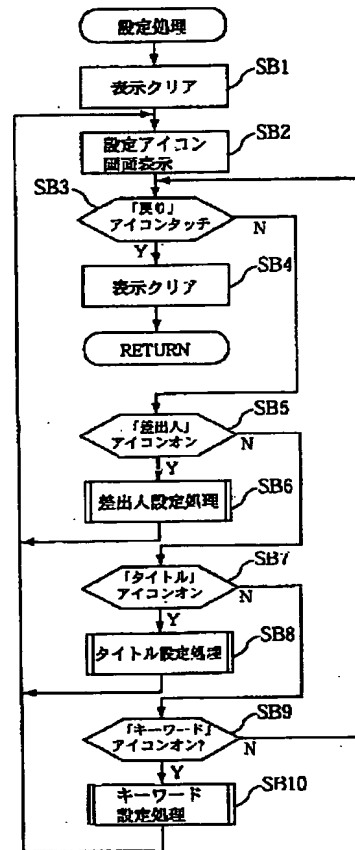 設定処理
SB1
表示クリア
SB2
設定アイコン
画面表示
SB3
「戻り」
アイコンタッチ
N
Y
SB4
表示クリア
RETURN
SB5
「差出人」
アイコンオン
N
Y
SB6
差出人設定処理
SB7
「タイトル」
アイコンオン
N
Y
SB8
タイトル設定処理
SB9
「キーワード」
アイコンオン?
N
Y
SB10
キーワード
設定処理